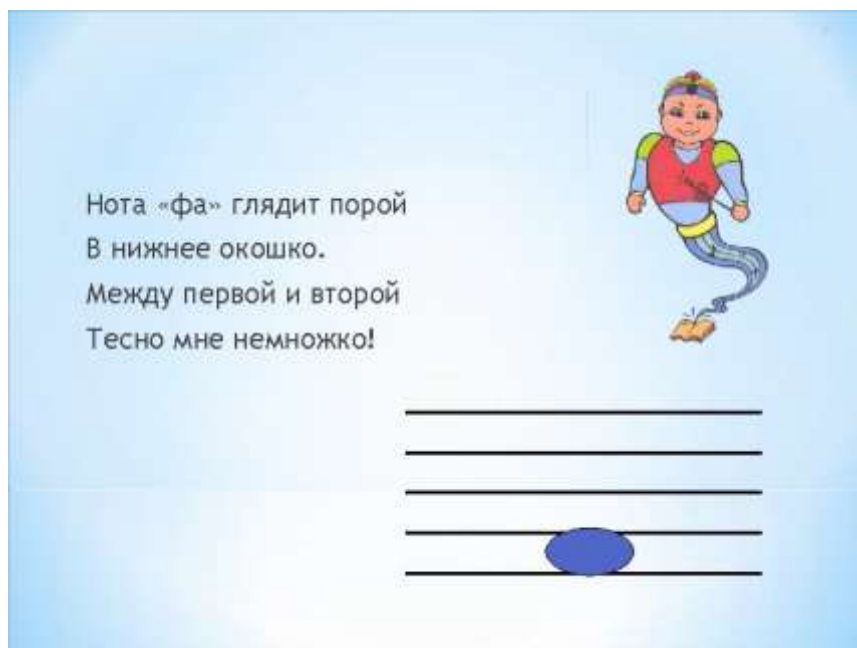 Нота «фа» глядит порой
В нижнее окошко.
Между первой и второй
Тесно мне немножко!